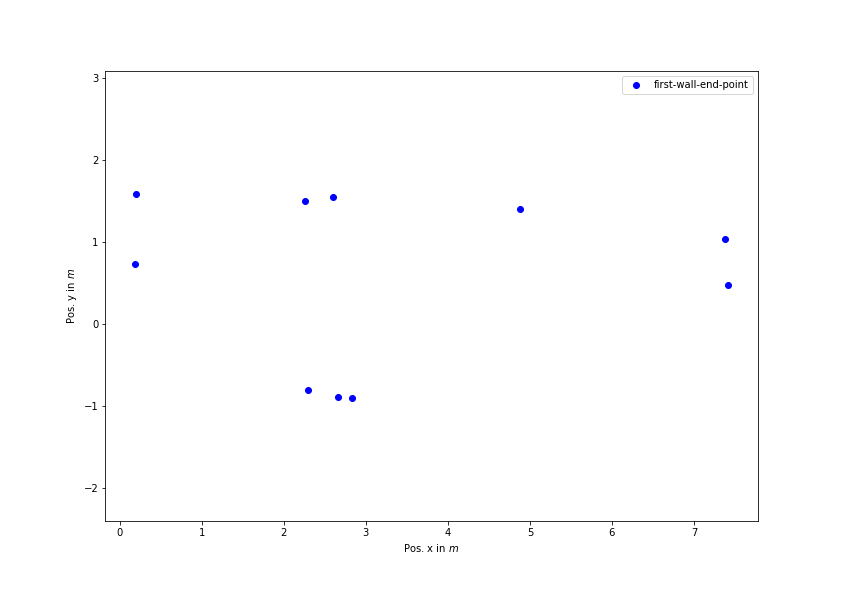 first-wall-end-point
3
2
1
0
−1
−2
Pos. y in m
0 1 2 3 4 5 6 7
Pos. x in m